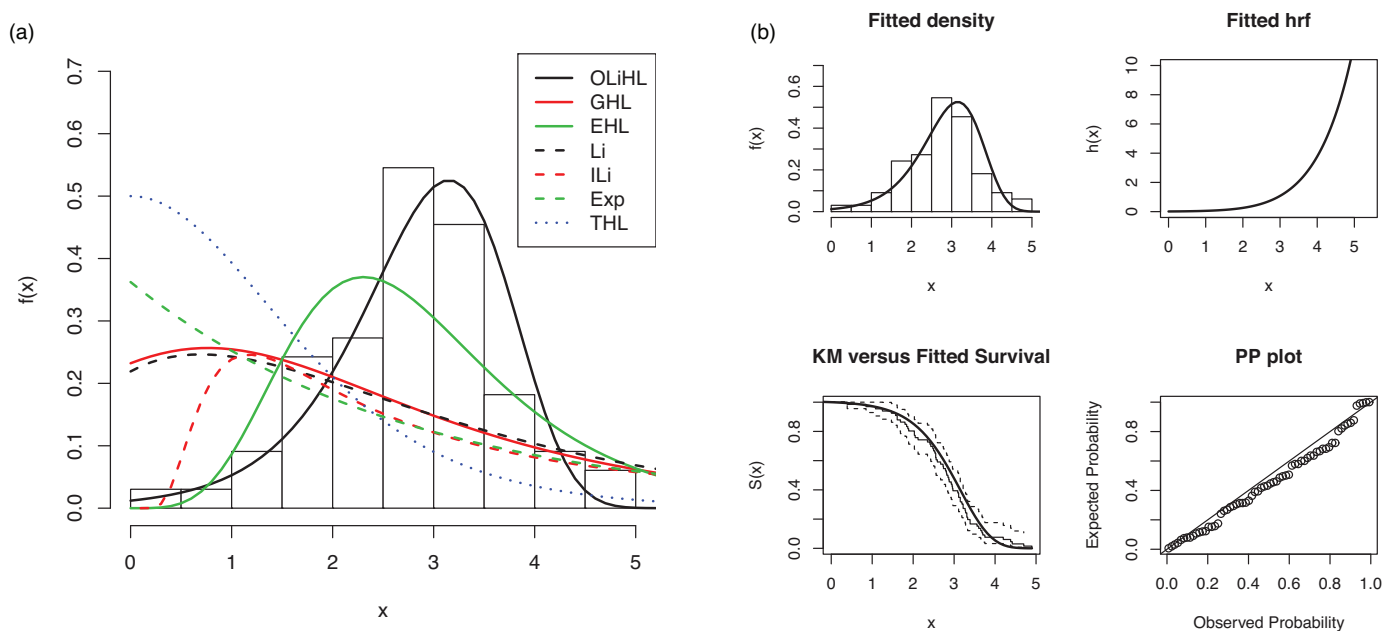 (a)
0.7
0.6
0.5
0.4
0.3
0.2
0.1
0.0
f(x)
0 1 2 3 4 5
x
OLiHL
GHL
EHL
Li
ILi
Exp
THL
(b)
Fitted density
f(x)
0.6
0.4
0.2
0.0
0 1 2 3 4 5
x
Fitted hrf
h(x)
10
8
6
4
2
0
0 1 2 3 4 5
x
KM versus Fitted Survival
S(x)
0.8
0.4
0.0
0 1 2 3 4 5
x
PP plot
Expected Probability
0.8
0.4
0.0
0.0 0.2 0.4 0.6 0.8 1.0
Observed Probability